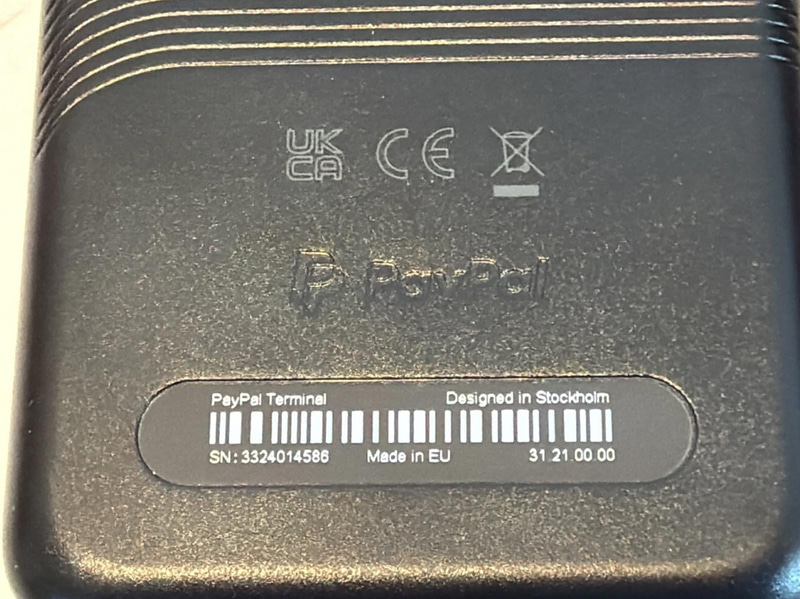 UK
CA CE
PayPal
PayPal Terminal Designed in Stockholm
SN: 3324014586 Made in EU 31.21.00.00